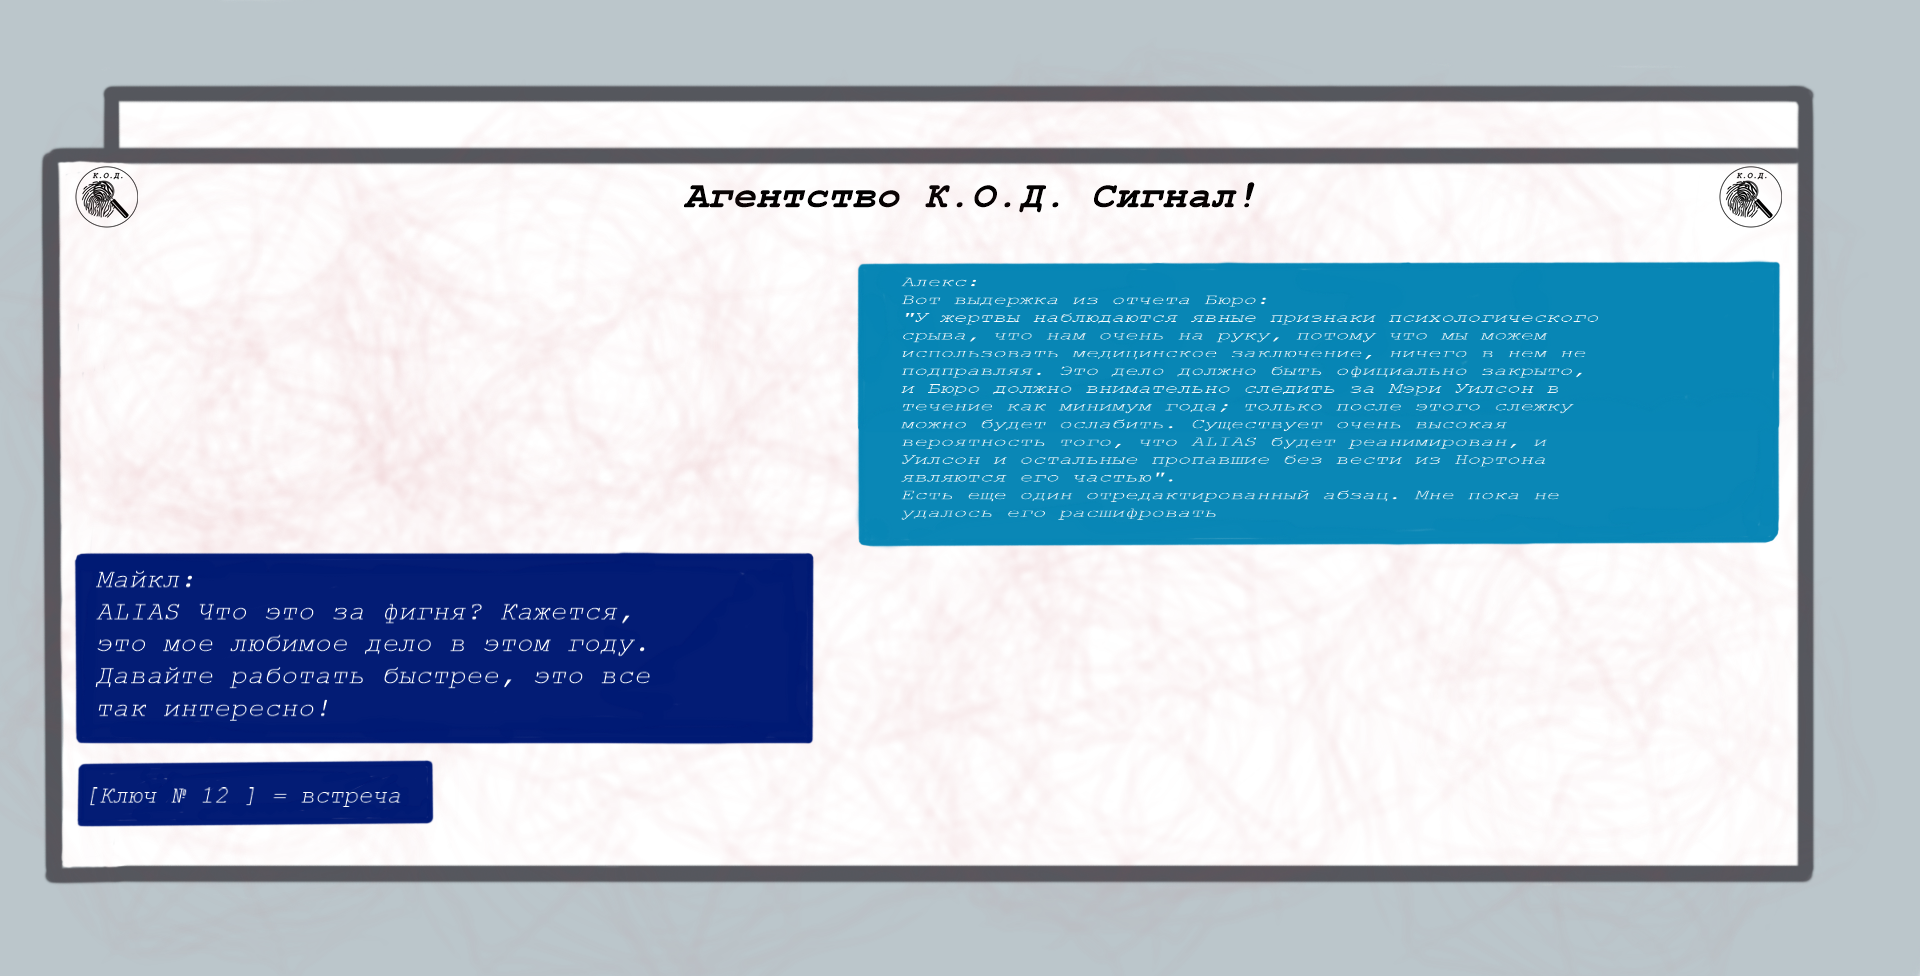 К.О.Д.
К.О.Д.
Агентство К.О.Д. Сигнал!
Алекс:
Вот выдержка из отчета Бюро:
"У жертвы наблюдаются явные признаки психологического
срыва, что нам очень на руку, потому что мы можем
использовать медицинское заключение, ничего в нем не
подправляя. Это дело должно быть официально закрыто,
и Бюро должно внимательно следить за Мэри Уилсон в
течение как минимум года; только после этого слежку
можно будет ослабить. Существует очень высокая
вероятность того, что ALIAS будет реанимирован, и
Уилсон и остальные пропавшие без вести из Нортона
являются его частью".
Есть еще один отредактированный абзац. Мне пока не
удалось его расшифровать
Майкл:
ALIAS Что это за фигня? Кажется,
это мое любимое дело в этом году.
Давайте работать быстрее, это все
так интересно!
[Ключ № 12 ] = встреча